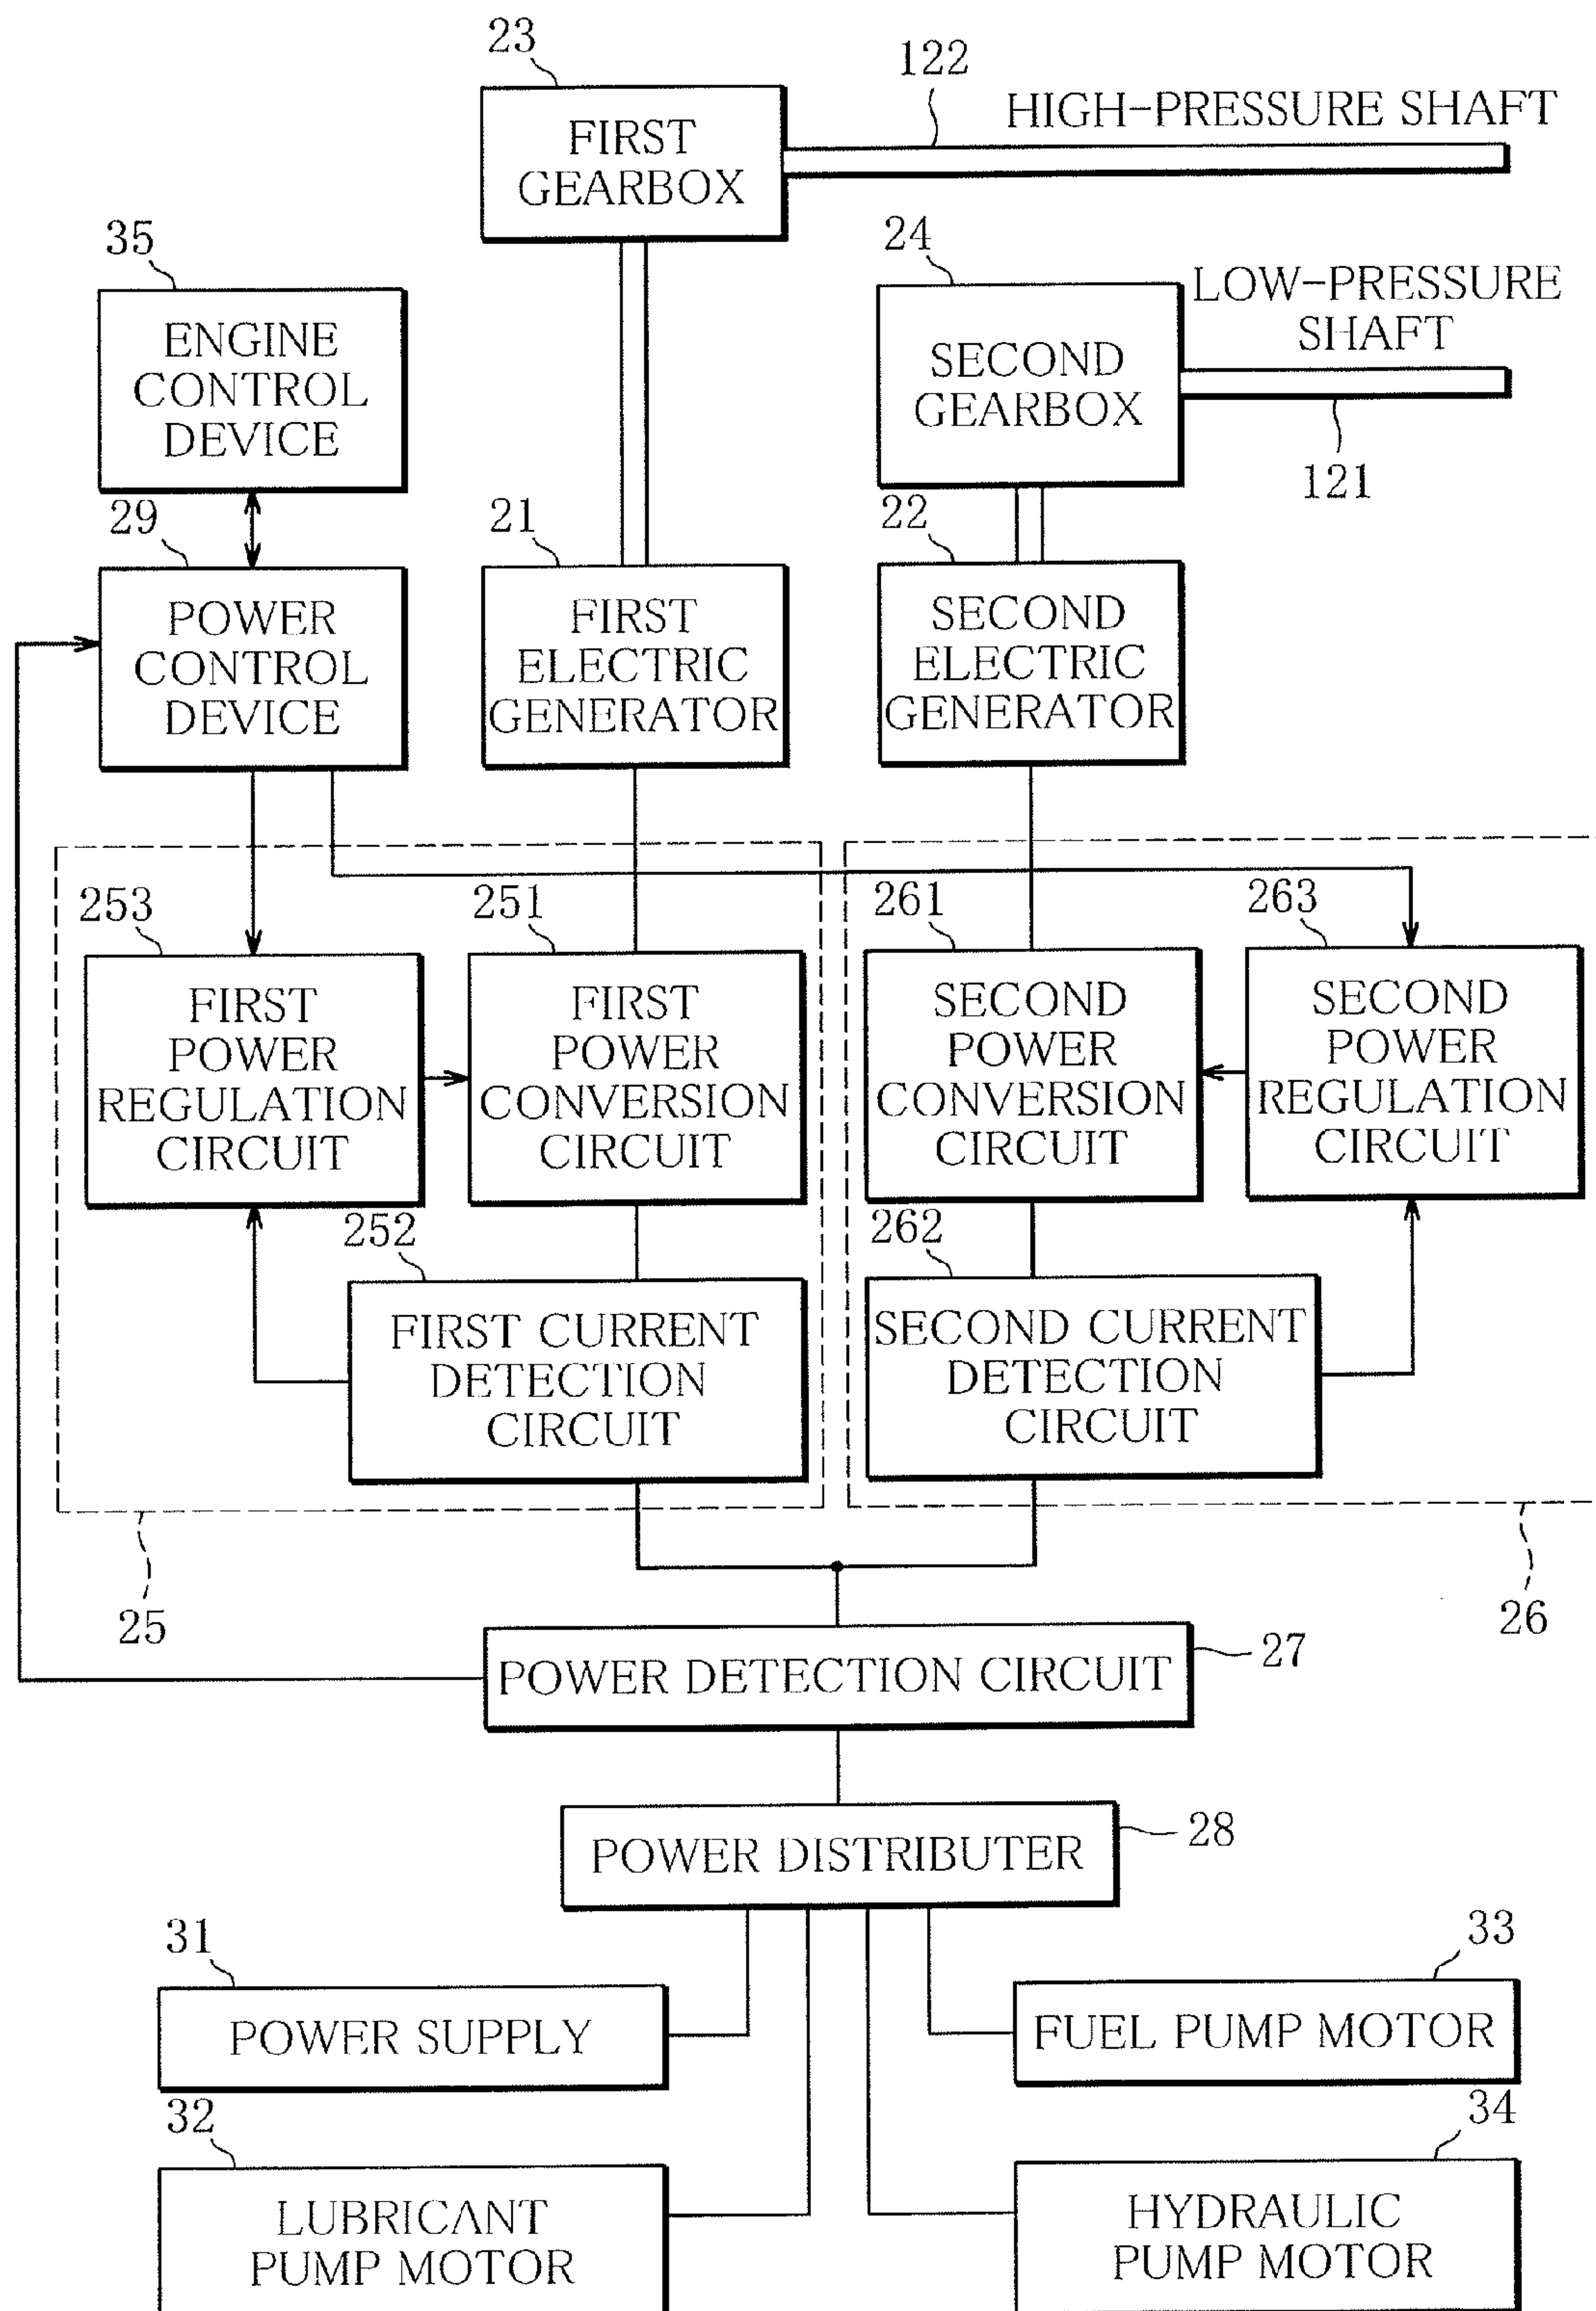 23
122
HIGH-PRESSURE SHAFT
FIRST
GEARBOX
35
24
LOW-PRESSURE
SHAFT
ENGINE
CONTROL
DEVICE
SECOND
GEARBOX
121
29
21
22
POWER
CONTROL
DEVICE
FIRST
ELECTRIC
GENERATOR
SECOND
ELECTRIC
GENERATOR
253
251
261
263
FIRST
POWER
REGULATION
CIRCUIT
FIRST
POWER
CONVERSION
CIRCUIT
SECOND
POWER
CONVERSION
CIRCUIT
SECOND
POWER
REGULATION
CIRCUIT
252
262
FIRST CURRENT
DETECTION
CIRCUIT
SECOND CURRENT
DETECTION
CIRCUIT
25
26
27
POWER DETECTION CIRCUIT
28
POWER DISTRIBUTER
31
33
POWER SUPPLY
FUEL PUMP MOTOR
32
34
LUBRICANT
PUMP MOTOR
HYDRAULIC
PUMP MOTOR